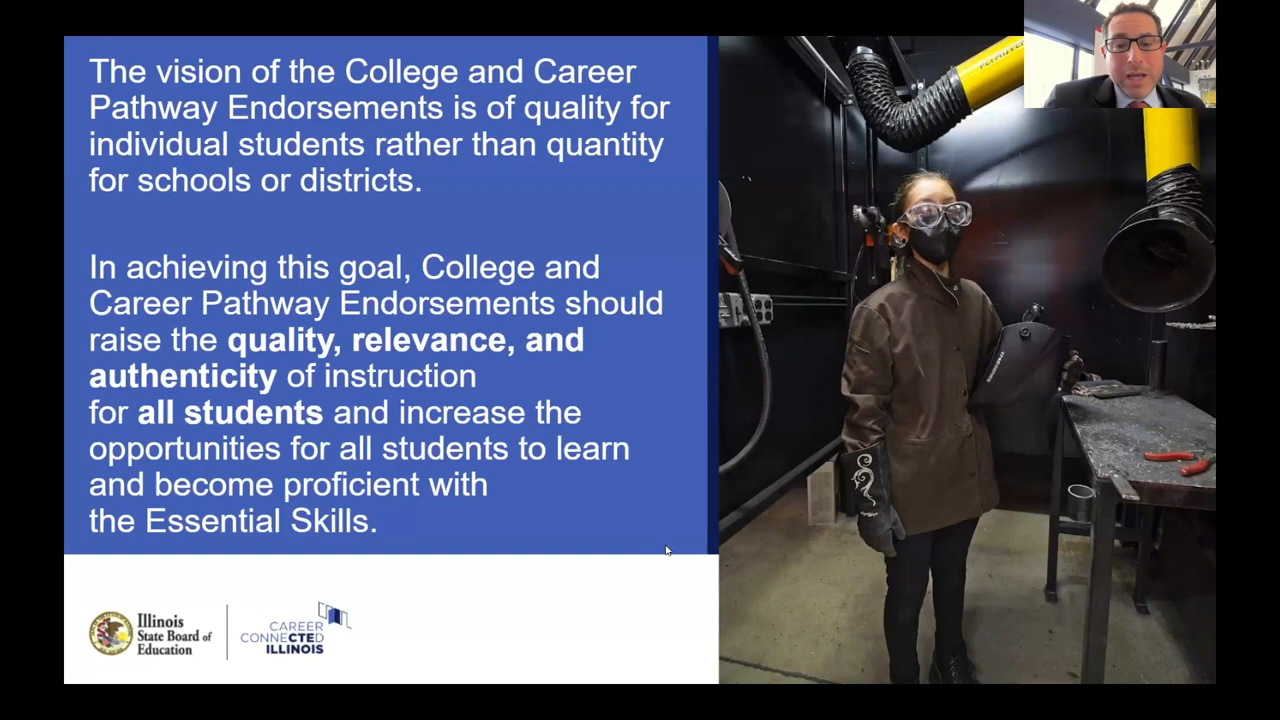 The vision of the College and Career
Pathway Endorsements is of quality for
individual students rather than quantity
for schools or districts.
In achieving this goal, College and
Career Pathway Endorsements should
raise the quality, relevance, and
authenticity of instruction
for all students and increase the
opportunities for all students to learn
and become proficient with
the Essential Skills.
Illinois
State Board of
Education
CAREER
CONNECTED
ILLINOIS